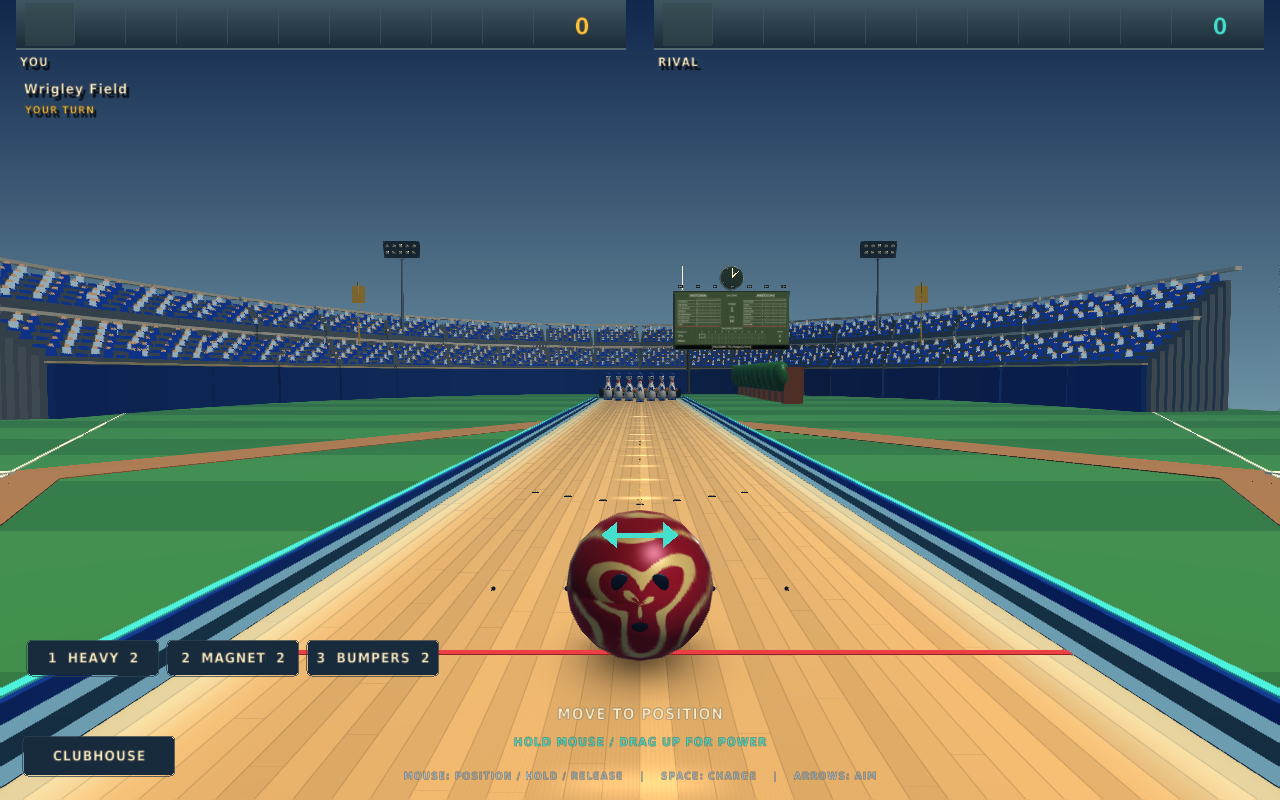 0
0
YOU
RIVAL
Wrigley Field
YOUR TURN
1 HEAVY 2
2 MAGNET 2
3 BUMPERS 2
MOVE TO POSITION
HOLD MOUSE / DRAG UP FOR POWER
CLUBHOUSE
MOUSE: POSITION / HOLD / RELEASE | SPACE: CHARGE | ARROWS: AIM